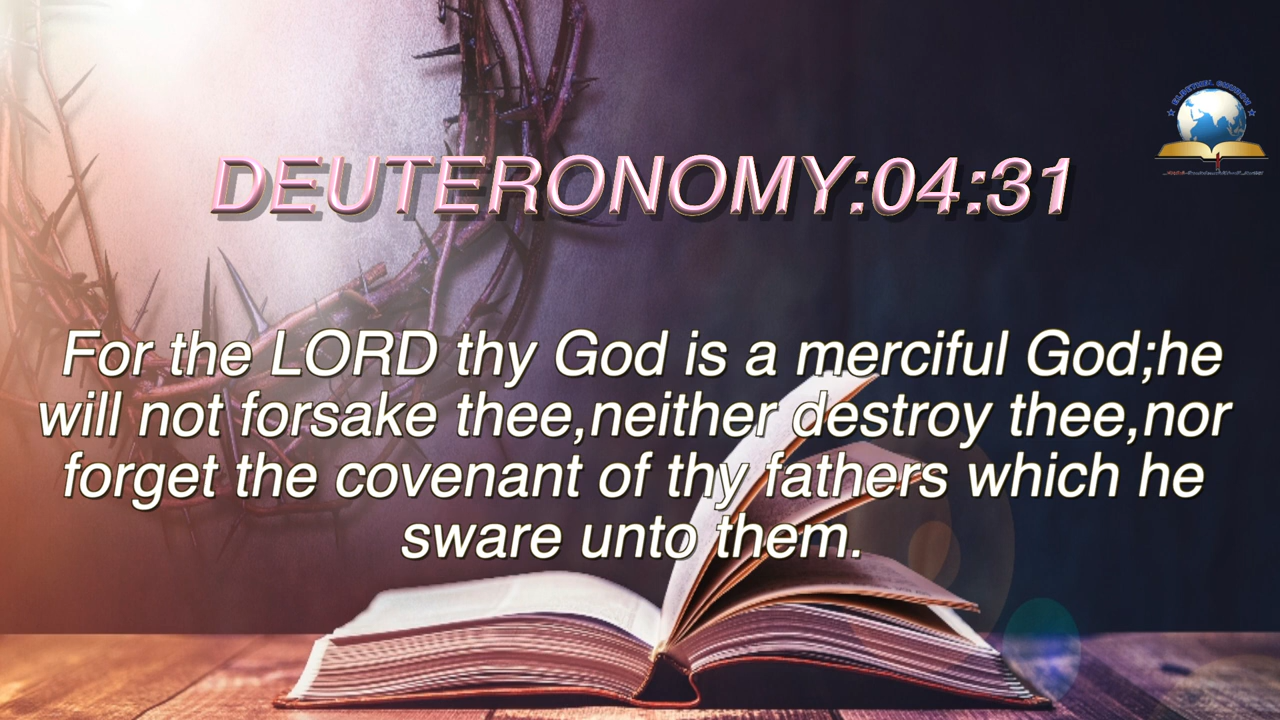 DEUTERONOMY:04:31
For the LORD thy God is a merciful God;he
will not forsake thee,neither destroy thee,nor
forget the covenant of thy fathers which he
sware unto them.